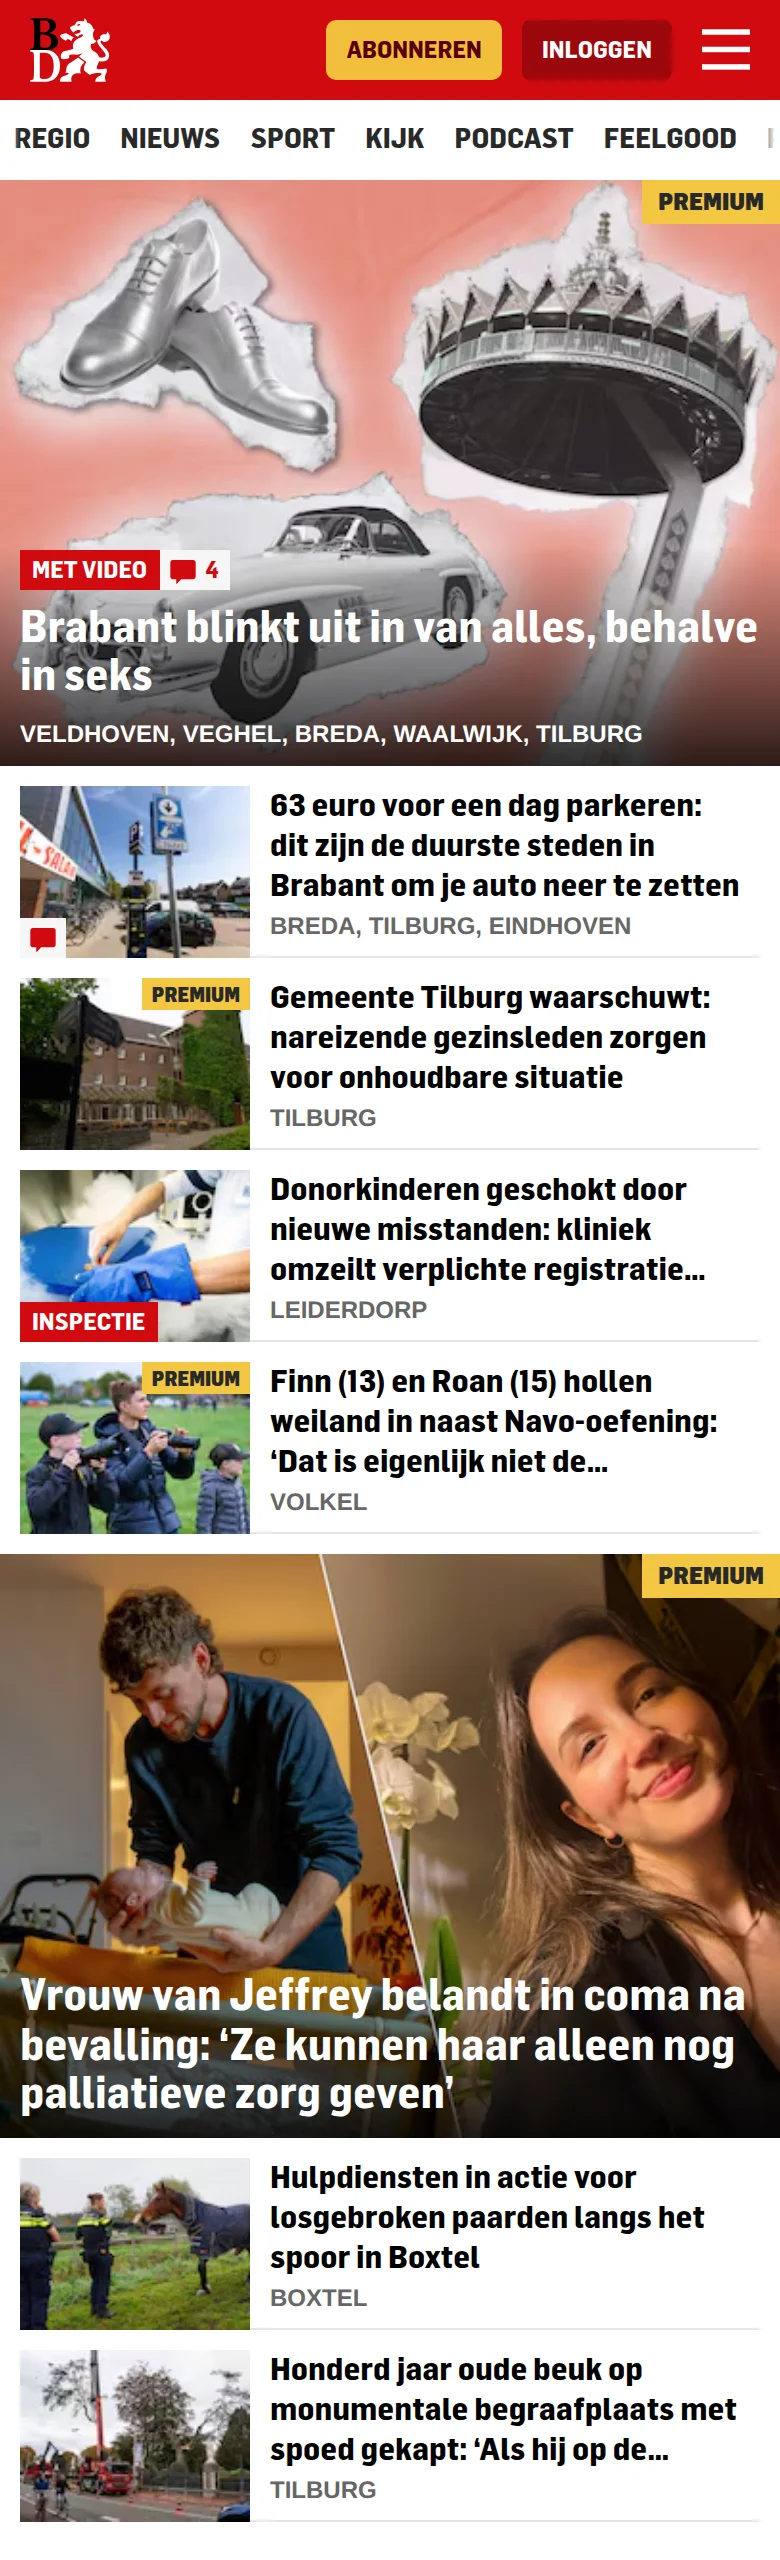 BD
ABONNEREN
INLOGGEN
REGIO NIEUWS SPORT KIJK PODCAST FEELGOOD
PREMIUM
MET VIDEO 4
Brabant blinkt uit in van alles, behalve
in seks
VELDHOVEN, VEGHEL, BREDA, WAALWIJK, TILBURG
63 euro voor een dag parkeren:
dit zijn de duurste steden in
Brabant om je auto neer te zetten
BREDA, TILBURG, EINDHOVEN
PREMIUM
Gemeente Tilburg waarschuwt:
nareizende gezinsleden zorgen
voor onhoudbare situatie
TILBURG
INSPECTIE
Donorkinderen geschokt door
nieuwe misstanden: kliniek
omzeilt verplichte registratie...
LEIDERDORP
PREMIUM
Finn (13) en Roan (15) hollen
weiland in naast Navo-oefening:
‘Dat is eigenlijk niet de...
VOLKEL
PREMIUM
Vrouw van Jeffrey belandt in coma na
bevalling: ‘Ze kunnen haar alleen nog
palliatieve zorg geven’
Hulpdiensten in actie voor
losgebroken paarden langs het
spoor in Boxtel
BOXTEL
Honderd jaar oude beuk op
monumentale begraafplaats met
spoed gekapt: ‘Als hij op de...
TILBURG